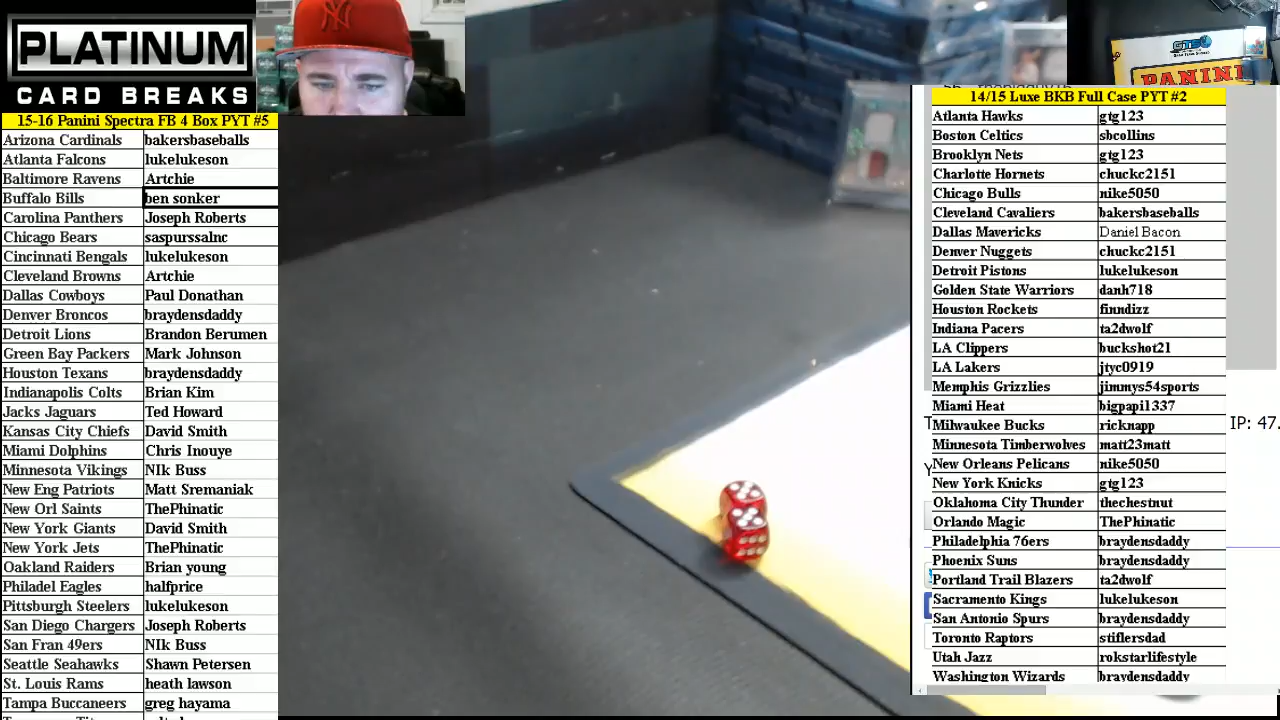 PLATINUM
CARD BREAKS
15-16 Panini Spectra FB 4 Box PYT #5
Arizona Cardinals bakersbaseballs
Atlanta Falcons lukelukeson
Baltimore Ravens Artchie
Buffalo Bills ben sonker
Carolina Panthers Joseph Roberts
Chicago Bears saspurssalnc
Cincinnati Bengals lukelukeson
Cleveland Browns Artchie
Dallas Cowboys Paul Donathan
Denver Broncos braydensdaddy
Detroit Lions Brandon Berumen
Green Bay Packers Mark Johnson
Houston Texans braydensdaddy
Indianapolis Colts Brian Kim
Jacks Jaguars Ted Howard
Kansas City Chiefs David Smith
Miami Dolphins Chris Inouye
Minnesota Vikings NIk Buss
New Eng Patriots Matt Sremaniak
New Orl Saints ThePhinatic
New York Giants David Smith
New York Jets ThePhinatic
Oakland Raiders Brian young
Philadel Eagles halfprice
Pittsburgh Steelers lukelukeson
San Diego Chargers Joseph Roberts
San Fran 49ers NIk Buss
Seattle Seahawks Shawn Petersen
St. Louis Rams heath lawson
Tampa Buccaneers greg hayama
GTS
PANINI
14/15 Luxe BKB Full Case PYT #2
Atlanta Hawks gtg123
Boston Celtics sbcollins
Brooklyn Nets gtg123
Charlotte Hornets chuckc2151
Chicago Bulls nike5050
Cleveland Cavaliers bakersbaseballs
Dallas Mavericks Daniel Bacon
Denver Nuggets chuckc2151
Detroit Pistons lukelukeson
Golden State Warriors danh718
Houston Rockets finndizz
Indiana Pacers ta2dwolf
LA Clippers buckshot21
LA Lakers jtyc0919
Memphis Grizzlies jimmys54sports
Miami Heat bigpapi1337
Milwaukee Bucks ricknapp
Minnesota Timberwolves matt23matt
New Orleans Pelicans nike5050
New York Knicks gtg123
Oklahoma City Thunder thechestnut
Orlando Magic ThePhinatic
Philadelphia 76ers braydensdaddy
Phoenix Suns braydensdaddy
Portland Trail Blazers ta2dwolf
Sacramento Kings lukelukeson
San Antonio Spurs braydensdaddy
Toronto Raptors stiflersdad
Utah Jazz rokstarlifestyle
Washington Wizards braydensdaddy
IP: 47.